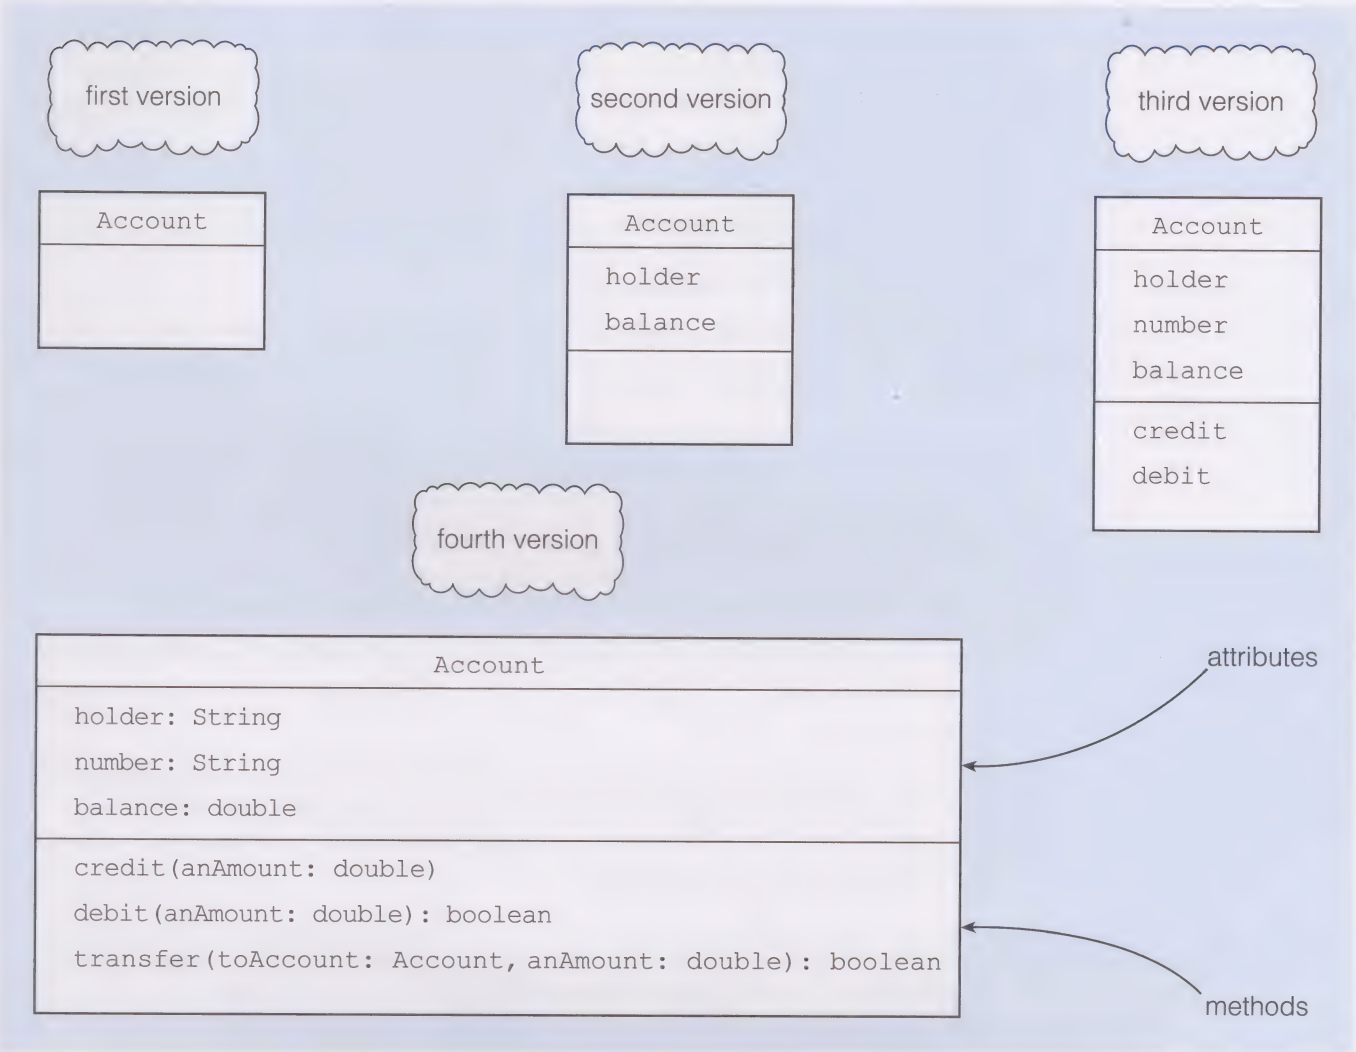 first version
second version
third version
Account
Account
holder
balance
Account
holder
number
balance
credit
debit
fourth version
Account
holder: String
number: String
balance: double
credit(anAmount: double)
debit(anAmount: double): boolean
transfer(toAccount: Account, anAmount: double): boolean
attributes
methods